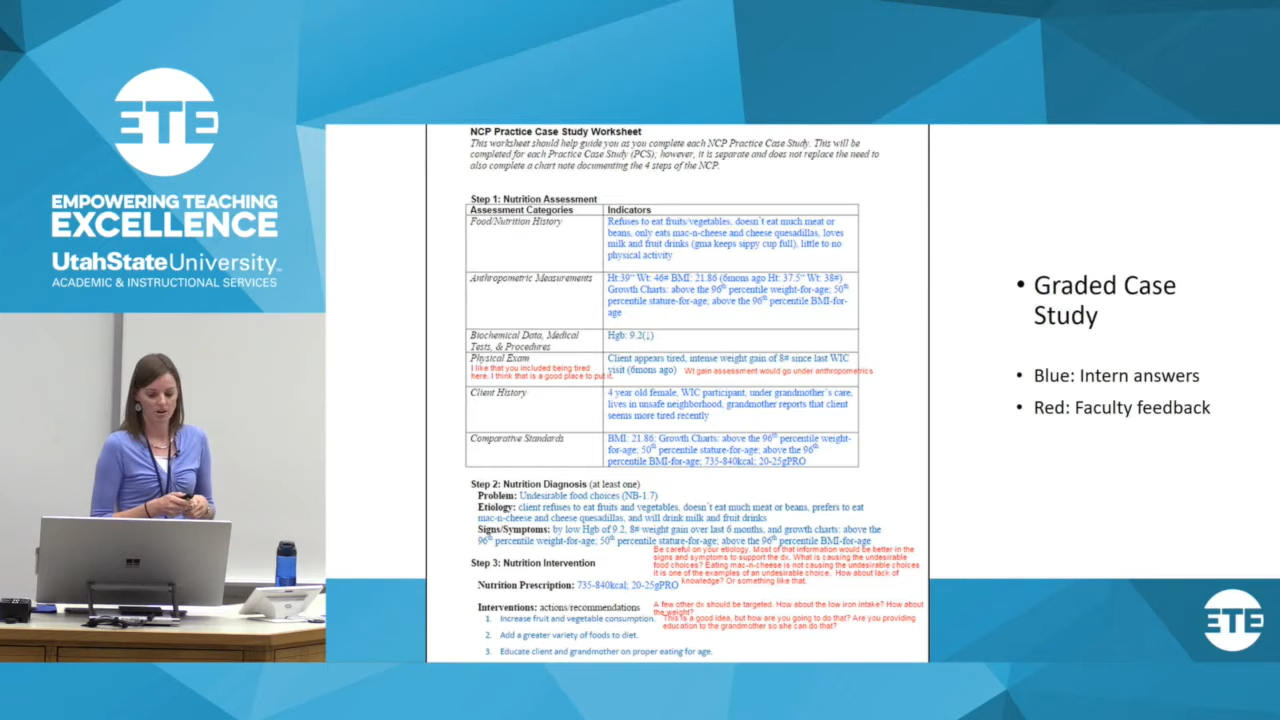 ETE
EMPOWERING TEACHING
EXCELLENCE
UtahStateUniversity
ACADEMIC & INSTRUCTIONAL SERVICES
NCP Practice Case Study Worksheet
This worksheet should help guide you as you complete each NCP Practice Case Study. This will be
completed for each Practice Case Study (PCS); however, it is separate and does not replace the need to
also complete a chart note documenting the 4 steps of the NCP.
Step 1: Nutrition Assessment
Assessment Categories
Indicators
Food/Nutrition History
Refuses to eat fruits/vegetables, doesn't eat much meat or
beans, only eats mac-n-cheese and cheese quesadillas, loves
milk and fruit drinks (gma keeps sippy cup full), little to no
physical activity
Anthropometric Measurements
Ht:39" Wt: 46# BMI: 21.86 (6mons ago Ht: 37.5" Wt: 38#)
Growth Charts: above the 96th percentile weight-for-age; 50th
percentile stature-for-age; above the 96th percentile BMI-for-
age
Biochemical Data, Medical
Tests, & Procedures
Hgb: 9.2(↓)
Physical Exam
I like that you included being tired
here. I think that is a good place to put it.
Client appears tired, intense weight gain of 8# since last WIC
visit (6mons ago)
Wt gain assessment would go under anthropometrics
Client History
4 year old female, WIC participant, under grandmother's care,
lives in unsafe neighborhood, grandmother reports that client
seems more tired recently
Comparative Standards
BMI: 21.86; Growth Charts: above the 96th percentile weight-
for-age; 50th percentile stature-for-age; above the 96th
percentile BMI-for-age; 735-840kcal; 20-25gPRO
Step 2: Nutrition Diagnosis (at least one)
Problem: Undesirable food choices (NB-1.7)
Etiology: client refuses to eat fruits and vegetables, doesn't eat much meat or beans, prefers to eat
mac-n-cheese and cheese quesadillas, and will drink milk and fruit drinks
Signs/Symptoms: by low Hgb of 9.2, 8# weight gain over last 6 months, and growth charts: above the
96th percentile weight-for-age; 50th percentile stature-for-age; above the 96th percentile BMI-for-age
Be careful on your etiology. Most of that information would be better in the
signs and symptoms to support the dx. What is causing the undesirable
food choices? Eating mac-n-cheese is not causing the undesirable choices
it is one of the examples of an undesirable choice. How about lack of
knowledge? Or something like that.
Step 3: Nutrition Intervention
Nutrition Prescription: 735-840kcal; 20-25gPRO
Interventions: actions/recommendations
A few other dx should be targeted. How about the low iron intake? How about
the weight?
1. Increase fruit and vegetable consumption.
This is a good idea, but how are you going to do that? Are you providing
education to the grandmother so she can do that?
2. Add a greater variety of foods to diet.
3. Educate client and grandmother on proper eating for age.
• Graded Case
Study
• Blue: Intern answers
• Red: Faculty feedback
ETE